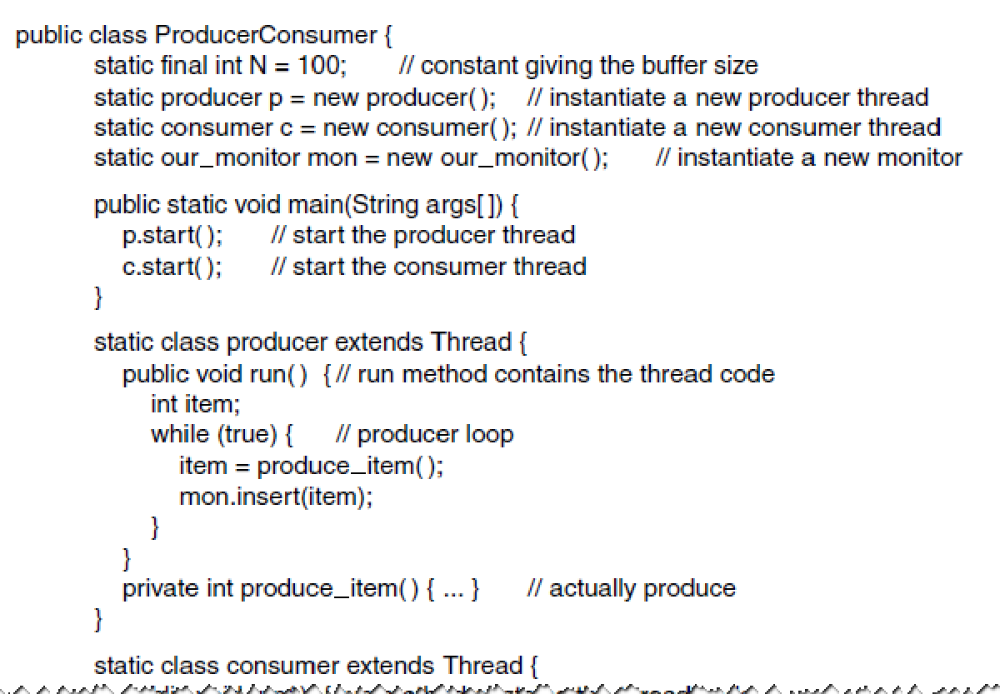 public class ProducerConsumer {
static final int N = 100; // constant giving the buffer size
static producer p = new producer( ); // instantiate a new producer thread
static consumer c = new consumer( ); // instantiate a new consumer thread
static our_monitor mon = new our_monitor( ); // instantiate a new monitor
public static void main(String args[ ]) {
p.start( ); // start the producer thread
c.start( ); // start the consumer thread
}
static class producer extends Thread {
public void run( ) { // run method contains the thread code
int item;
while (true) { // producer loop
item = produce_item( );
mon.insert(item);
}
}
private int produce_item( ) { ... } // actually produce
}
static class consumer extends Thread {